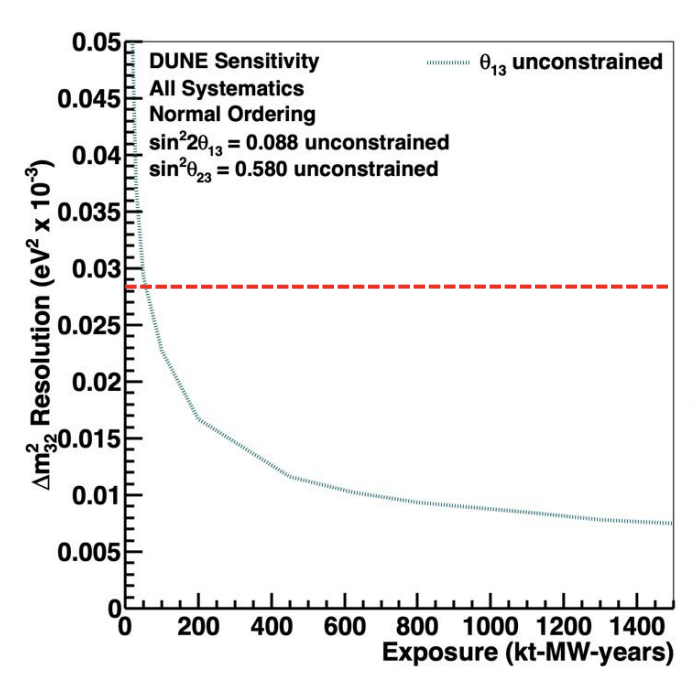 DUNE Sensitivity
All Systematics
Normal Ordering
sin²2θ₁₃ = 0.088 unconstrained
sin²θ₂₃ = 0.580 unconstrained
θ₁₃ unconstrained
Δm²₃₂ Resolution (eV² x 10⁻³)
0.05
0.045
0.04
0.035
0.03
0.025
0.02
0.015
0.01
0.005
0
0 200 400 600 800 1000 1200 1400
Exposure (kt-MW-years)